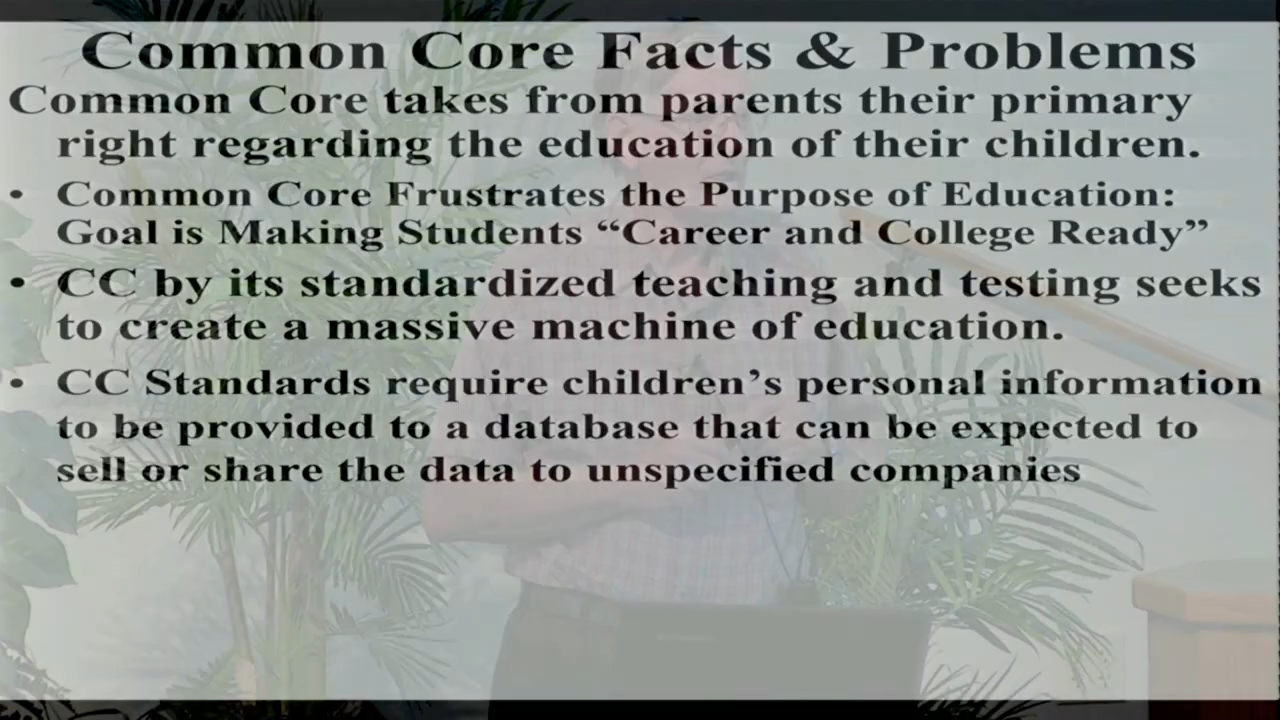 Common Core Facts & Problems
Common Core takes from parents their primary
right regarding the education of their children.
• Common Core Frustrates the Purpose of Education:
Goal is Making Students “Career and College Ready”
• CC by its standardized teaching and testing seeks
to create a massive machine of education.
• CC Standards require children’s personal information
to be provided to a database that can be expected to
sell or share the data to unspecified companies